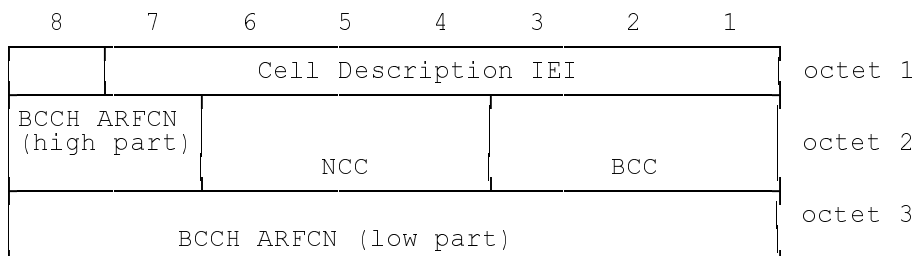 8 7 6 5 4 3 2 1
Cell Description IEI octet 1
BCCH ARFCN
(high part) octet 2
NCC BCC
octet 3
BCCH ARFCN (low part)